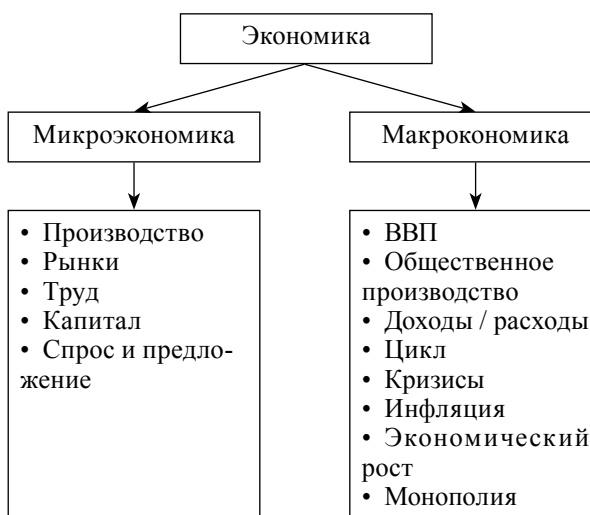 Экономика
Микроэкономика
Макрокономика
• Производство
• Рынки
• Труд
• Капитал
• Спрос и предло-
жение
• ВВП
• Общественное
производство
• Доходы / расходы
• Цикл
• Кризисы
• Инфляция
• Экономический
рост
• Монополия